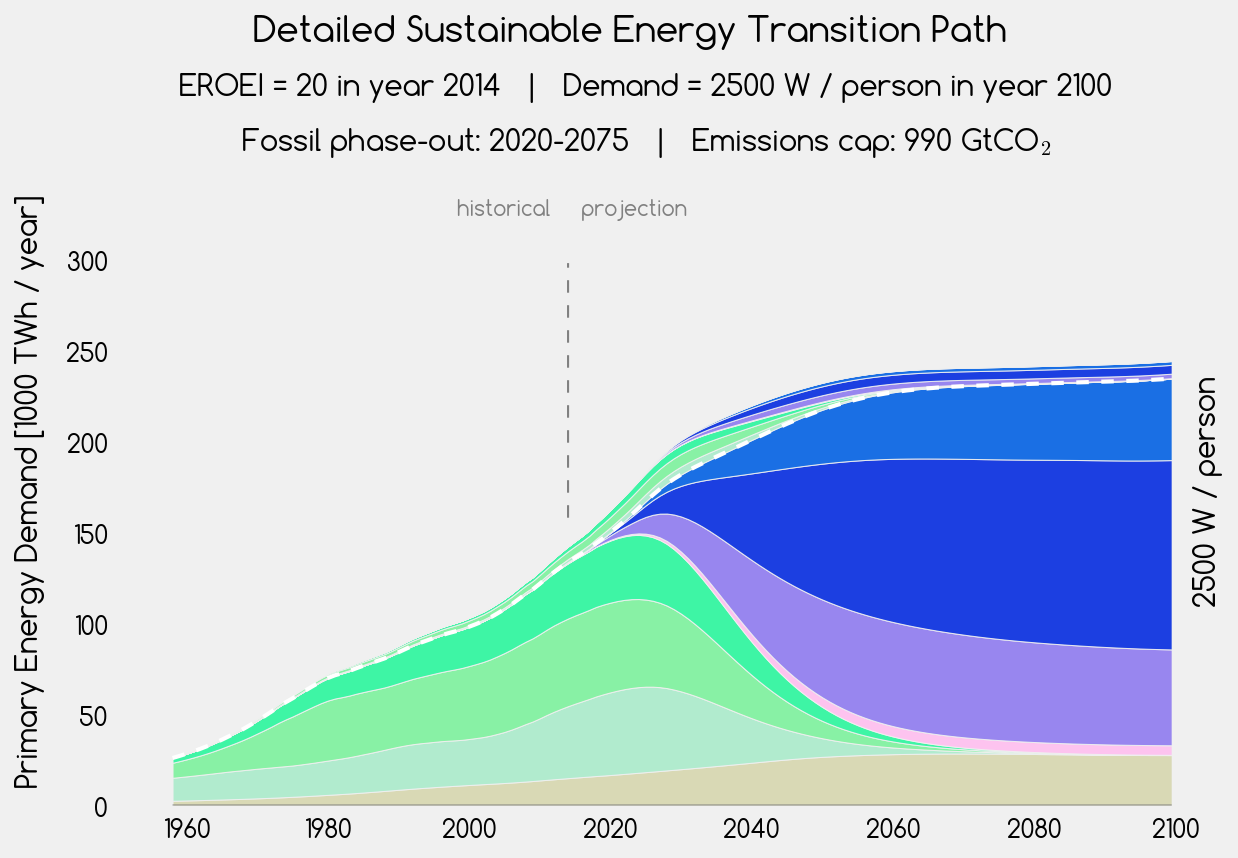 Detailed Sustainable Energy Transition Path
EROEI = 20 in year 2014 | Demand = 2500 W / person in year 2100
Fossil phase-out: 2020-2075 | Emissions cap: 990 GtCO₂
historical projection
Primary Energy Demand [1000 TWh / year]
300
250
200
150
100
50
0
1960 1980 2000 2020 2040 2060 2080 2100
2500 W / person